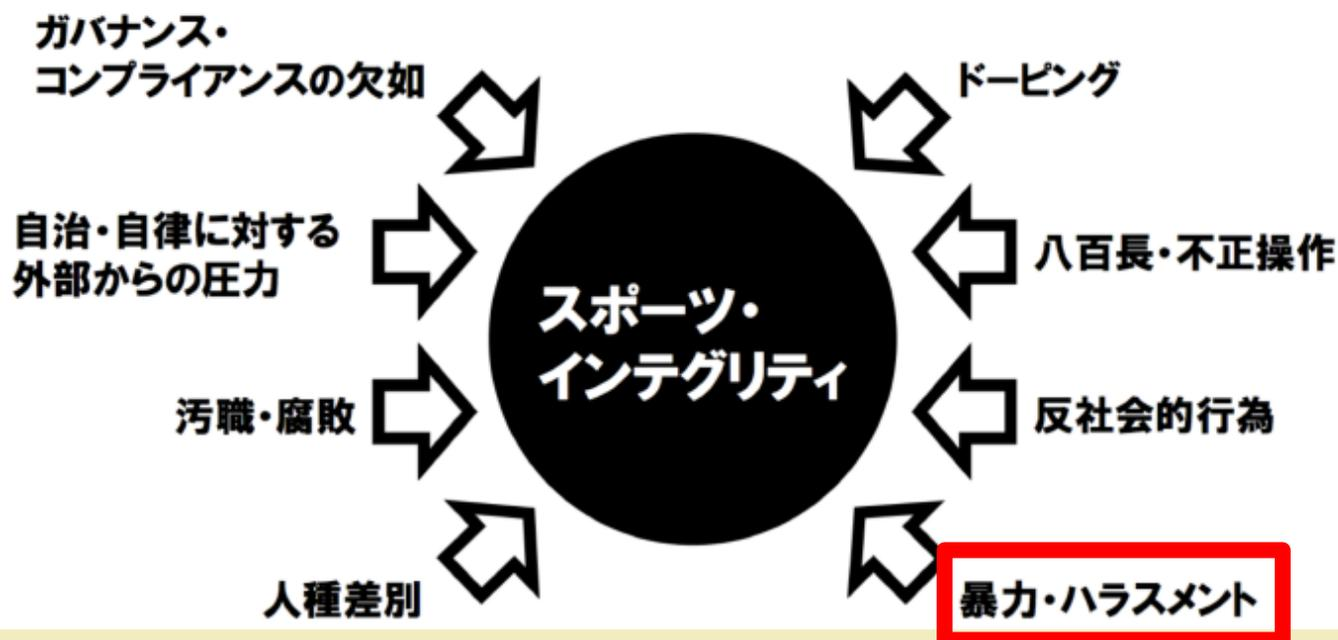 ガバナンス・
コンプライアンスの欠如
ドーピング
自治・自律に対する
外部からの圧力
八百長・不正操作
スポーツ・
インテグリティ
汚職・腐敗
反社会的行為
人種差別
暴力・ハラスメント